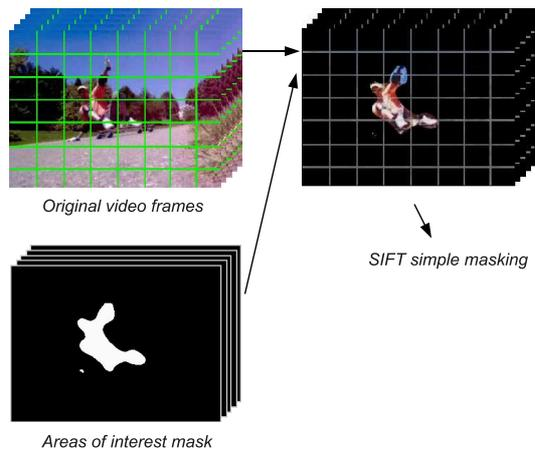 Original video frames
SIFT simple masking
Areas of interest mask